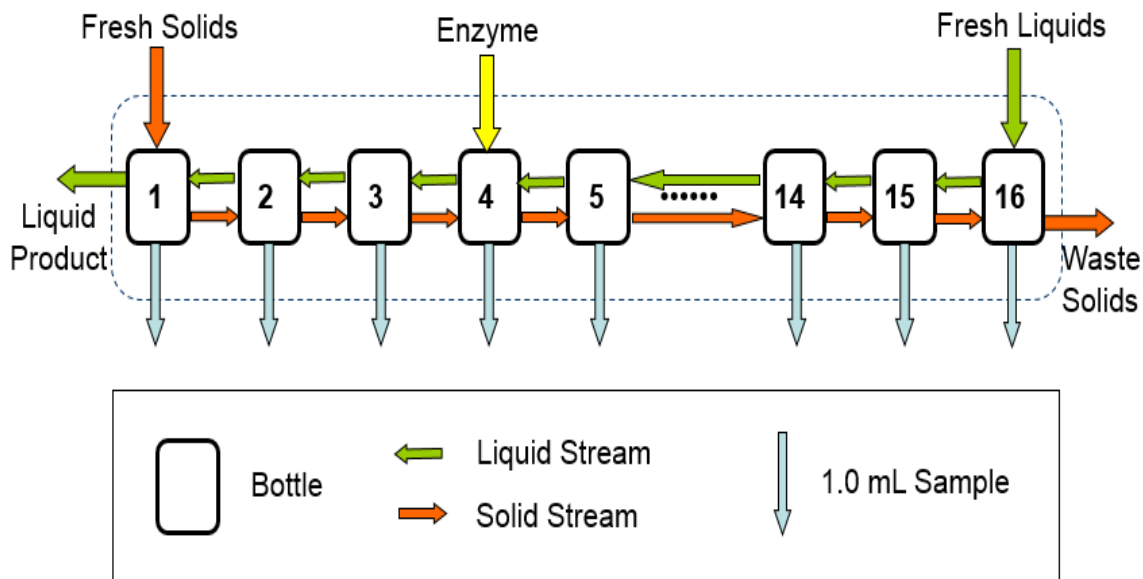 Fresh Solids
Enzyme
Fresh Liquids
1
2
3
4
5
......
14
15
16
Liquid
Product
Waste
Solids
Bottle
Liquid Stream
Solid Stream
1.0 mL Sample